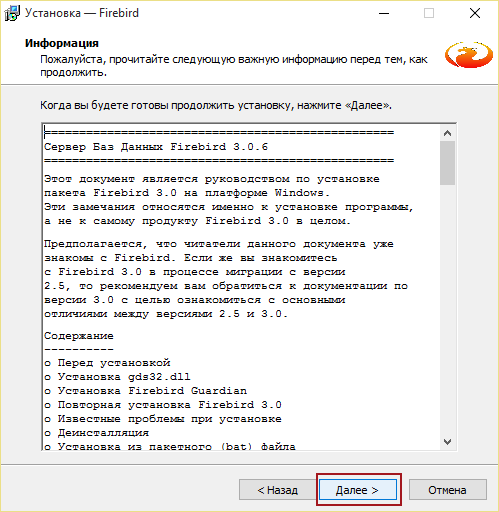 Установка — Firebird
Информация
Пожалуйста, прочитайте следующую важную информацию перед тем, как
продолжить.
Когда вы будете готовы продолжить установку, нажмите «Далее».
=================================================
Сервер Баз Данных Firebird 3.0.6
=================================================
Этот документ является руководством по установке
пакета Firebird 3.0 на платформе Windows.
Эти замечания относятся именно к установке программы,
а не к самому продукту Firebird 3.0 в целом.
Предполагается, что читатели данного документа уже
знакомы с Firebird. Если же вы знакомитесь
с Firebird 3.0 в процессе миграции с версии
2.5, то рекомендуем вам обратиться к документации по
версии 3.0 с целью ознакомиться с основными
отличиями между версиями 2.5 и 3.0.
Содержание
----------
o Перед установкой
o Установка gds32.dll
o Установка Firebird Guardian
o Повторная установка Firebird 3.0
o Известные проблемы при установке
o Деинсталляция
o Установка из пакетного (bat) файла
< Назад
Далее >
Отмена